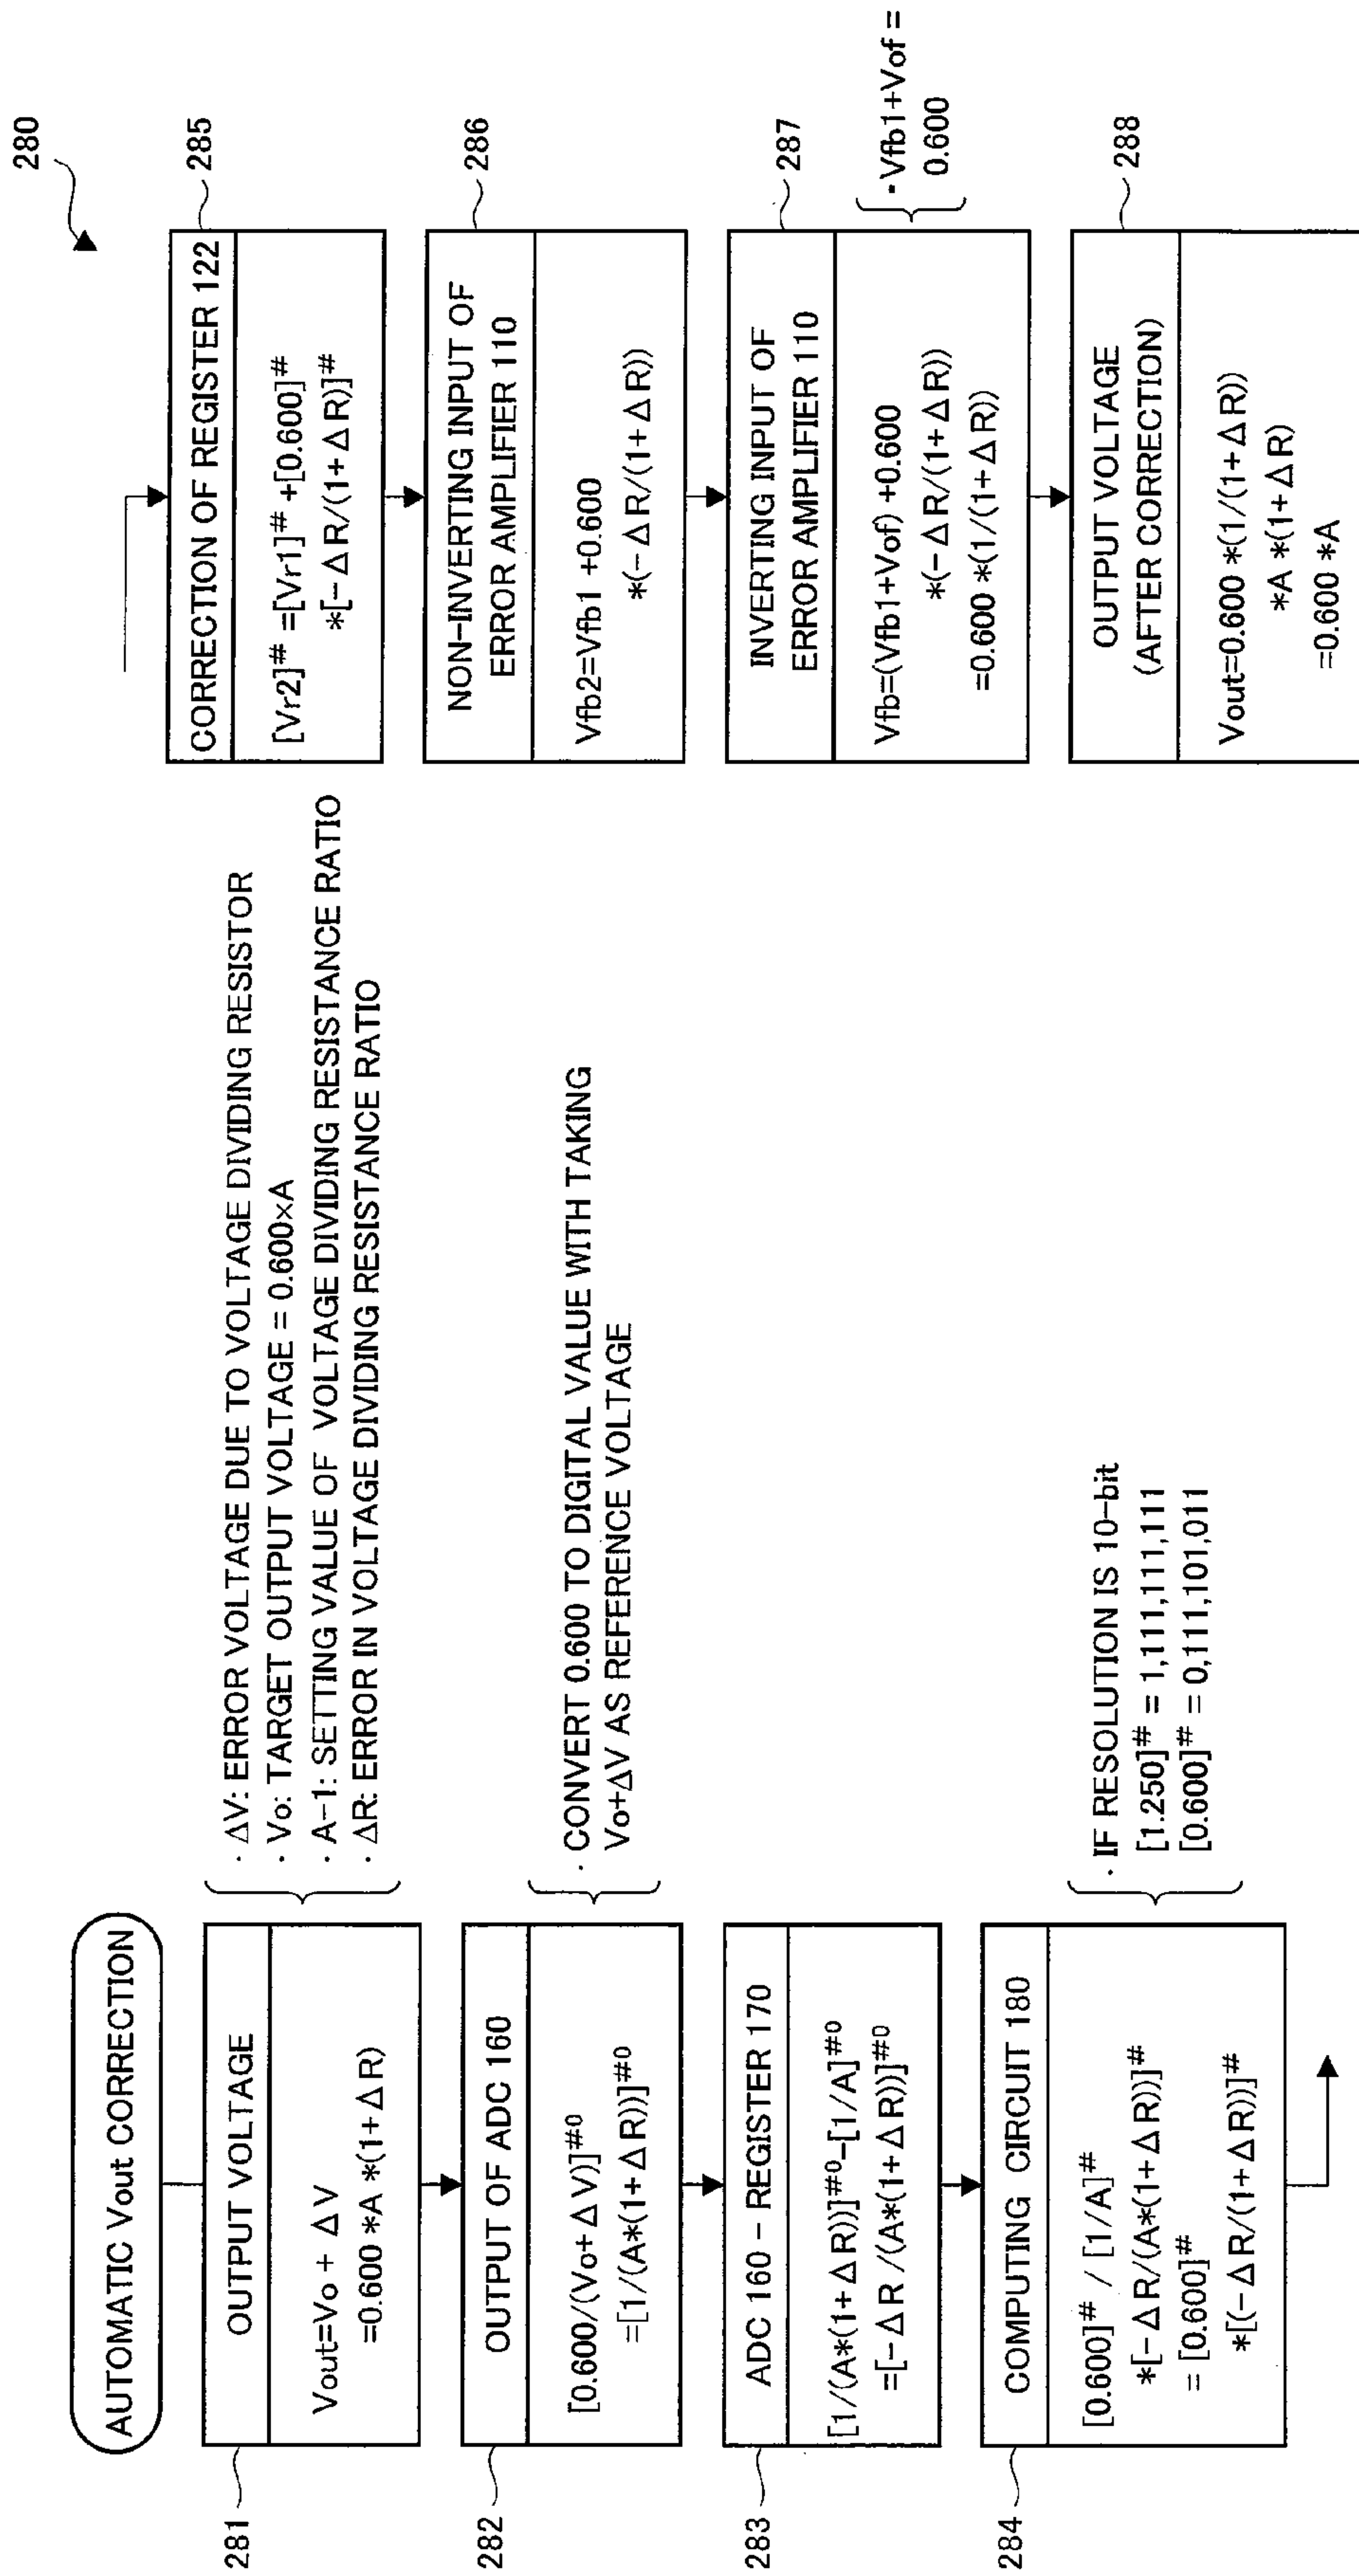 280
AUTOMATIC Vout CORRECTION
281
OUTPUT VOLTAGE
Vout=Vo + ΔV
=0.600 *A *(1+ΔR)
· ΔV: ERROR VOLTAGE DUE TO VOLTAGE DIVIDING RESISTOR
· Vo: TARGET OUTPUT VOLTAGE = 0.600×A
· A-1: SETTING VALUE OF VOLTAGE DIVIDING RESISTANCE RATIO
· ΔR: ERROR IN VOLTAGE DIVIDING RESISTANCE RATIO
282
OUTPUT OF ADC 160
[0.600/(Vo+ΔV)]#0
=[1/(A*(1+ΔR))]#0
· CONVERT 0.600 TO DIGITAL VALUE WITH TAKING
Vo+ΔV AS REFERENCE VOLTAGE
283
ADC 160 - REGISTER 170
[1/(A*(1+ΔR))]#0-[1/A]#0
=[-ΔR /(A*(1+ΔR))]#0
284
COMPUTING CIRCUIT 180
[0.600]# / [1/A]#
*[-ΔR/(A*(1+ΔR))]#
= [0.600]#
*[(-ΔR/(1+ΔR))]#
· IF RESOLUTION IS 10-bit
[1.250]# = 1,111,111,111
[0.600]# = 0,111,101,011
285
CORRECTION OF REGISTER 122
[Vr2]# =[Vr1]# +[0.600]#
*[-ΔR/(1+ΔR)]#
286
NON-INVERTING INPUT OF
ERROR AMPLIFIER 110
Vfb2=Vfb1 +0.600
*(-ΔR/(1+ΔR))
287
INVERTING INPUT OF
ERROR AMPLIFIER 110
Vfb=(Vfb1+Vof) +0.600
*(-ΔR/(1+ΔR))
=0.600 *(1/(1+ΔR))
· Vfb1+Vof =
0.600
288
OUTPUT VOLTAGE
(AFTER CORRECTION)
Vout=0.600 *(1/(1+ΔR))
*A *(1+ΔR)
=0.600 *A